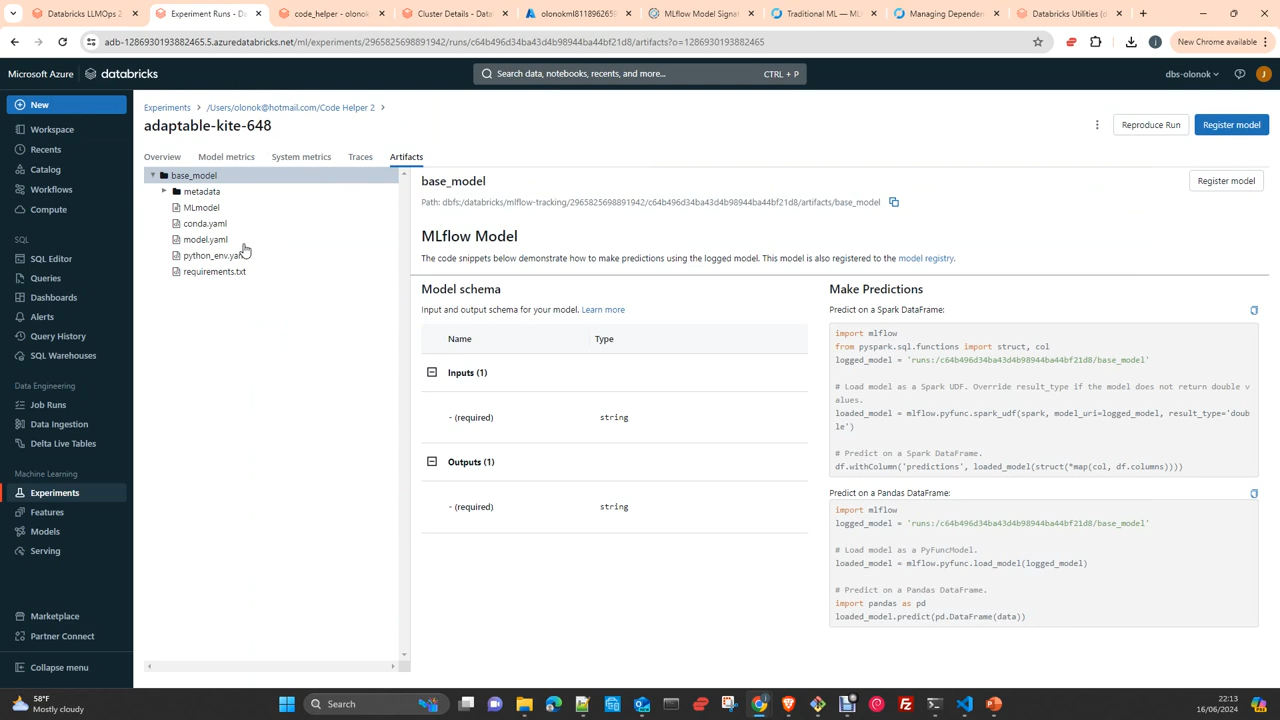 Databricks LLMOps 2
Experiment Runs - Da
code_helper - olonok
Cluster Details - Datab
olonokml8118962659
MLflow Model Signat
Traditional ML — MLf
Managing Dependen
Databricks Utilities (d
adb-1286930193882465.5.azuredatabricks.net/ml/experiments/2965825698891942/runs/c64b496d34ba43d4b98944ba44bf21d8/artifacts?o=1286930193882465
New Chrome available
Microsoft Azure
databricks
Search data, notebooks, recents, and more...
CTRL + P
dbs-olonok
J
New
Workspace
Recents
Catalog
Workflows
Compute
SQL
SQL Editor
Queries
Dashboards
Alerts
Query History
SQL Warehouses
Data Engineering
Job Runs
Data Ingestion
Delta Live Tables
Machine Learning
Experiments
Features
Models
Serving
Marketplace
Partner Connect
Collapse menu
Experiments > /Users/olonok@hotmail.com/Code Helper 2 >
adaptable-kite-648
Reproduce Run
Register model
Overview
Model metrics
System metrics
Traces
Artifacts
base_model
metadata
MLmodel
conda.yaml
model.yaml
python_env.yaml
requirements.txt
base_model
Register model
Path: dbfs:/databricks/mlflow-tracking/2965825698891942/c64b496d34ba43d4b98944ba44bf21d8/artifacts/base_model
MLflow Model
The code snippets below demonstrate how to make predictions using the logged model. This model is also registered to the model registry.
Model schema
Input and output schema for your model. Learn more
Name Type
Inputs (1)
- (required) string
Outputs (1)
- (required) string
Make Predictions
Predict on a Spark DataFrame:
import mlflow
from pyspark.sql.functions import struct, col
logged_model = 'runs:/c64b496d34ba43d4b98944ba44bf21d8/base_model'
# Load model as a Spark UDF. Override result_type if the model does not return double v
alues.
loaded_model = mlflow.pyfunc.spark_udf(spark, model_uri=logged_model, result_type='doub
le')
# Predict on a Spark DataFrame.
df.withColumn('predictions', loaded_model(struct(*map(col, df.columns))))
Predict on a Pandas DataFrame:
import mlflow
logged_model = 'runs:/c64b496d34ba43d4b98944ba44bf21d8/base_model'
# Load model as a PyFuncModel.
loaded_model = mlflow.pyfunc.load_model(logged_model)
# Predict on a Pandas DataFrame.
import pandas as pd
loaded_model.predict(pd.DataFrame(data))
58°F
Mostly cloudy
Search
22:13
16/06/2024